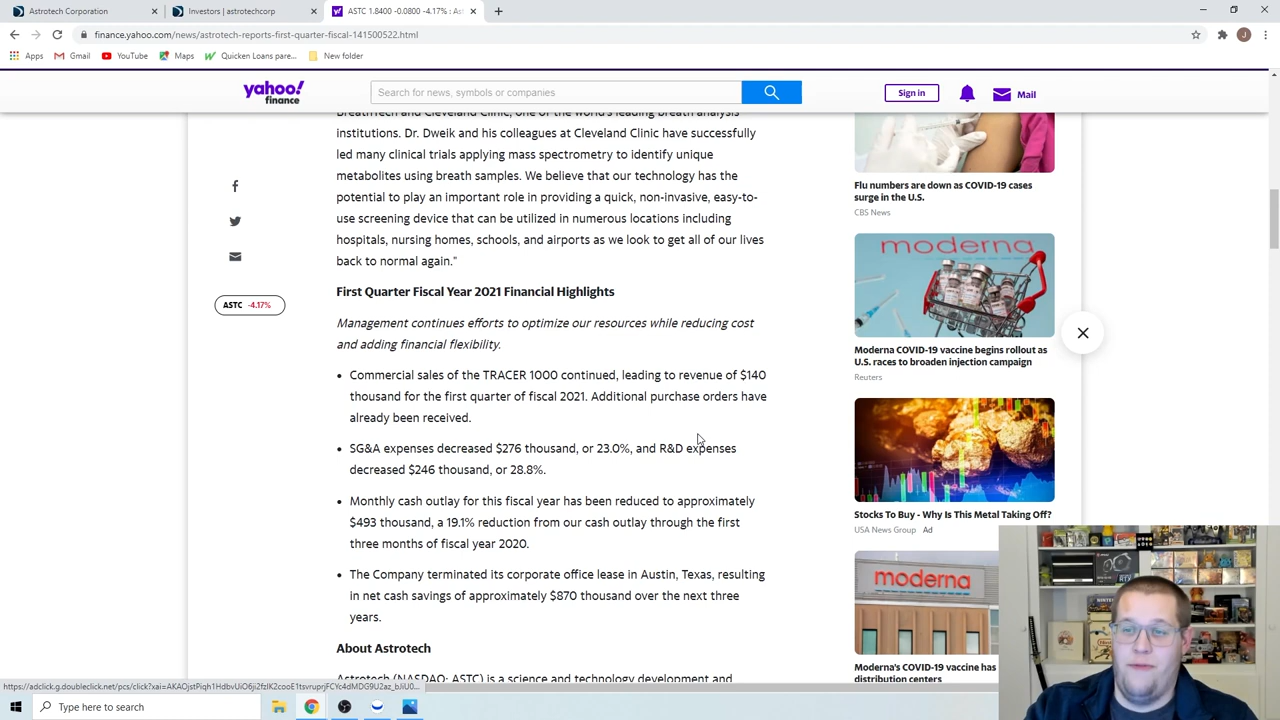 Astrotech Corporation
Investors | astrotechcorp
ASTC 1.8400 -0.0800 -4.17% : As
finance.yahoo.com/news/astrotech-reports-first-quarter-fiscal-141500522.html
J
Apps
Gmail
YouTube
Maps
Quicken Loans pare...
New folder
yahoo!
finance
Search for news, symbols or companies
Sign in
Mail
BreathTech and Cleveland Clinic, one of the world's leading breath analysis
institutions. Dr. Dweik and his colleagues at Cleveland Clinic have successfully
led many clinical trials applying mass spectrometry to identify unique
metabolites using breath samples. We believe that our technology has the
potential to play an important role in providing a quick, non-invasive, easy-to-
use screening device that can be utilized in numerous locations including
hospitals, nursing homes, schools, and airports as we look to get all of our lives
back to normal again."
ASTC -4.17%
First Quarter Fiscal Year 2021 Financial Highlights
Management continues efforts to optimize our resources while reducing cost
and adding financial flexibility.
• Commercial sales of the TRACER 1000 continued, leading to revenue of $140
thousand for the first quarter of fiscal 2021. Additional purchase orders have
already been received.
• SG&A expenses decreased $276 thousand, or 23.0%, and R&D expenses
decreased $246 thousand, or 28.8%.
• Monthly cash outlay for this fiscal year has been reduced to approximately
$493 thousand, a 19.1% reduction from our cash outlay through the first
three months of fiscal year 2020.
• The Company terminated its corporate office lease in Austin, Texas, resulting
in net cash savings of approximately $870 thousand over the next three
years.
About Astrotech
Astrotech (NASDAQ: ASTC) is a science and technology development and
Flu numbers are down as COVID-19 cases
surge in the U.S.
CBS News
moderna
Moderna COVID-19 vaccine begins rollout as
U.S. races to broaden injection campaign
Reuters
Stocks To Buy - Why Is This Metal Taking Off?
USA News Group Ad
moderna
Moderna's COVID-19 vaccine has
distribution centers
Type here to search